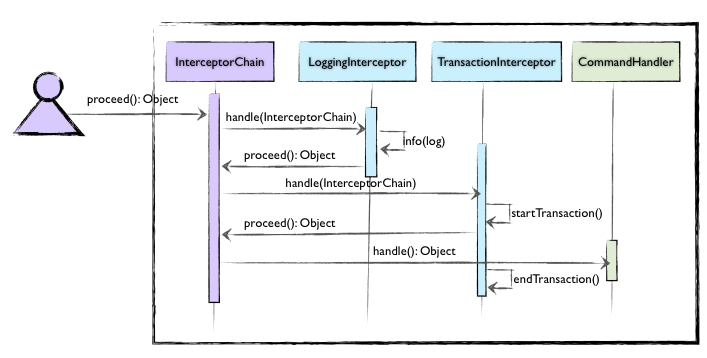 InterceptorChain
LoggingInterceptor
TransactionInterceptor
CommandHandler
proceed(): Object
handle(InterceptorChain)
info(log)
proceed(): Object
handle(InterceptorChain)
startTransaction()
proceed(): Object
handle(): Object
endTransaction()